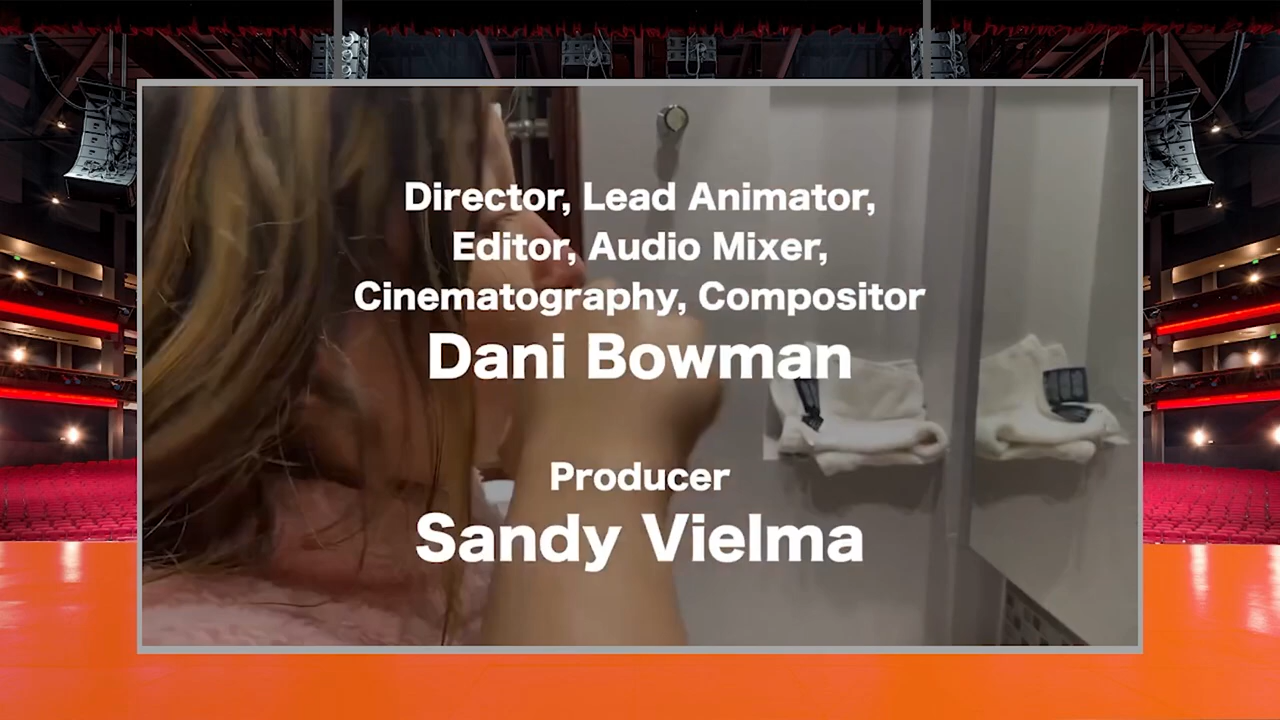 Director, Lead Animator,
Editor, Audio Mixer,
Cinematography, Compositor
Dani Bowman
Producer
Sandy Vielma